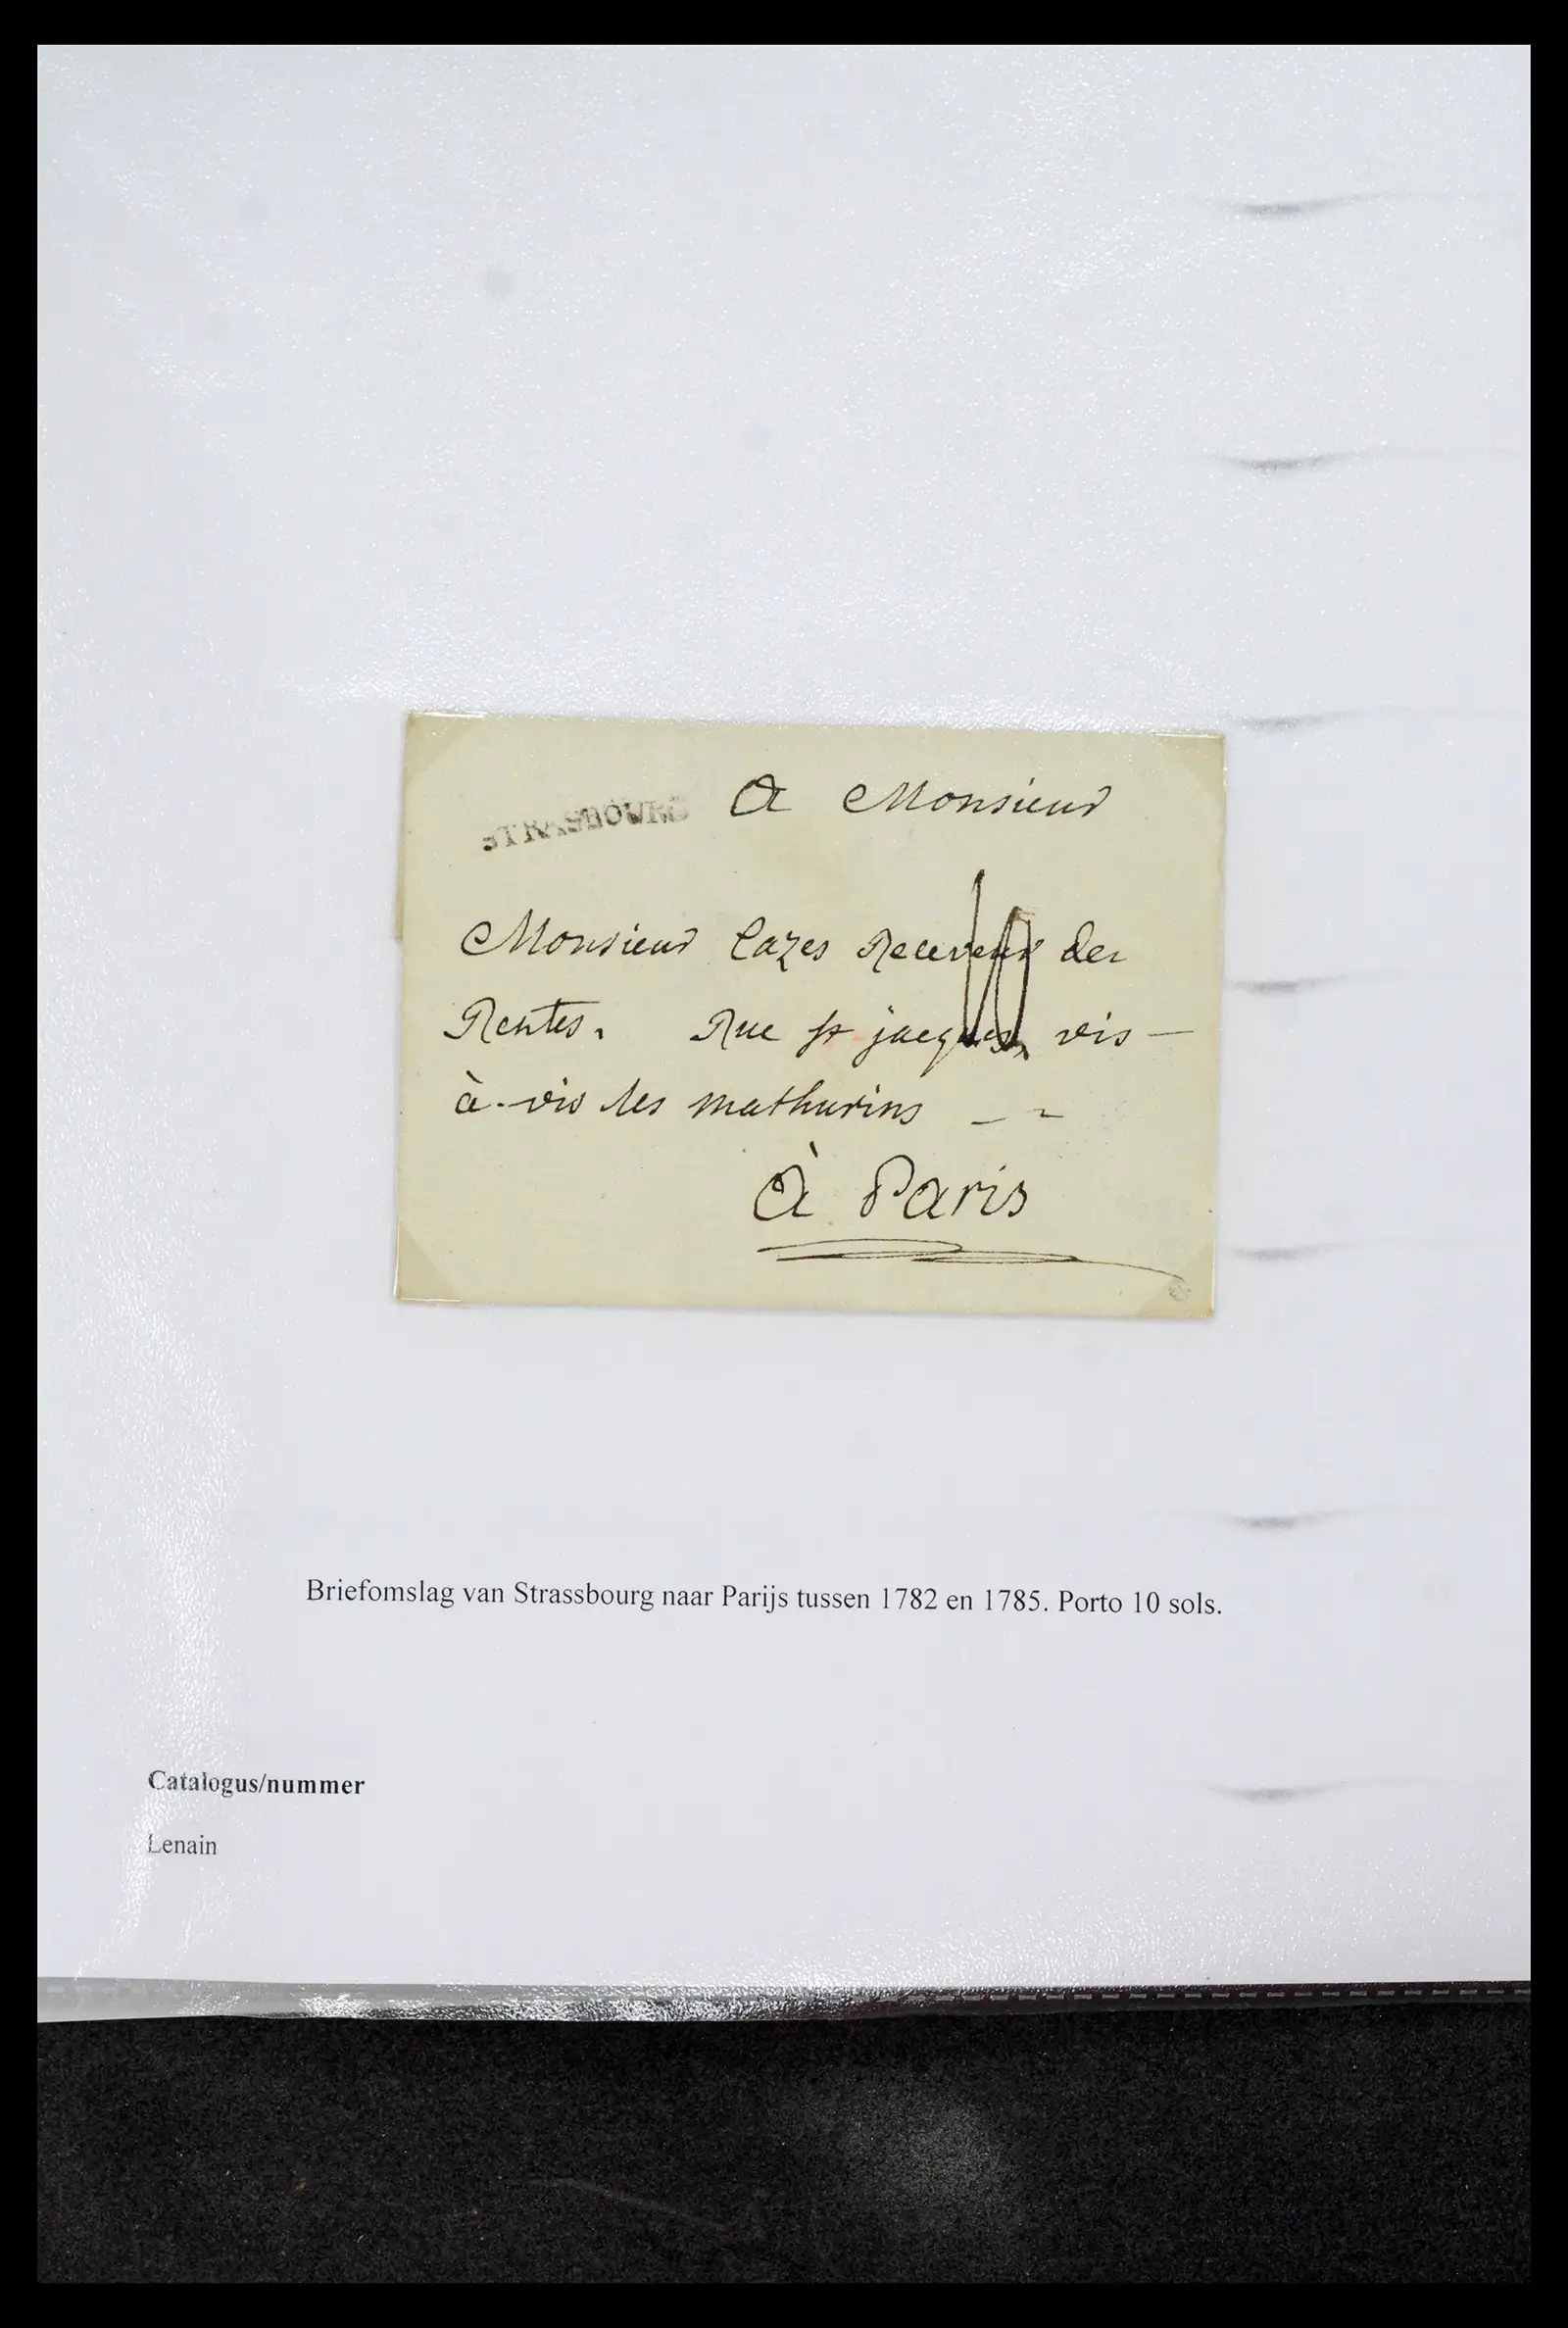 STRASBOURG
A Monsieur
Monsieur Cazes Receveur des
10
Rentes. Rue St jacques, vis —
à-vis les mathurins
à Paris
Briefomslag van Strassbourg naar Parijs tussen 1782 en 1785. Porto 10 sols.
Catalogus/nummer
Lenain